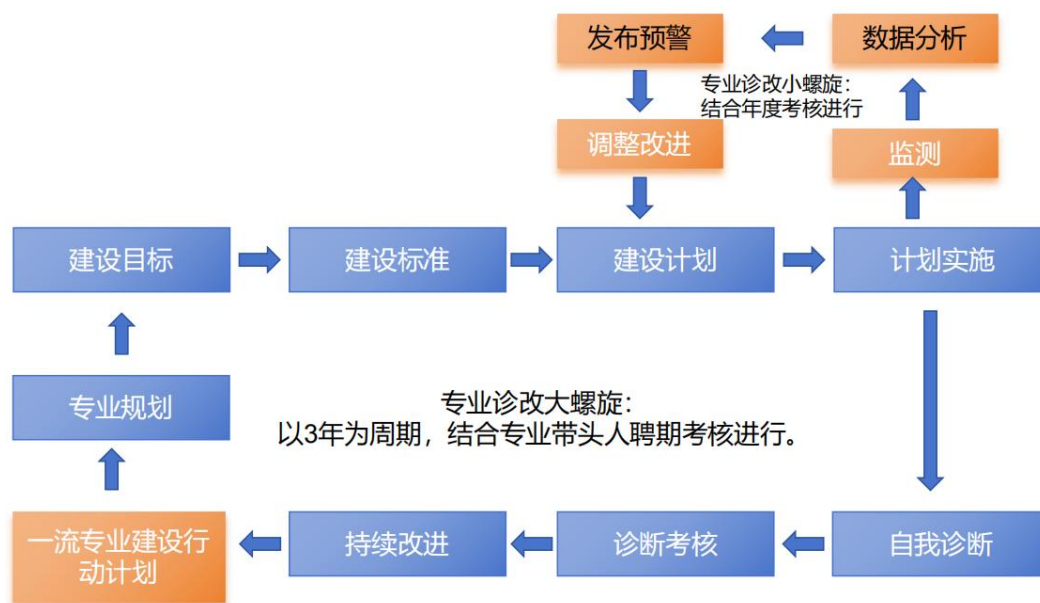 发布预警
数据分析
专业诊改小螺旋：
结合年度考核进行
调整改进
监测
建设目标
建设标准
建设计划
计划实施
专业规划
专业诊改大螺旋：
以3年为周期，结合专业带头人聘期考核进行。
一流专业建设行
动计划
持续改进
诊断考核
自我诊断